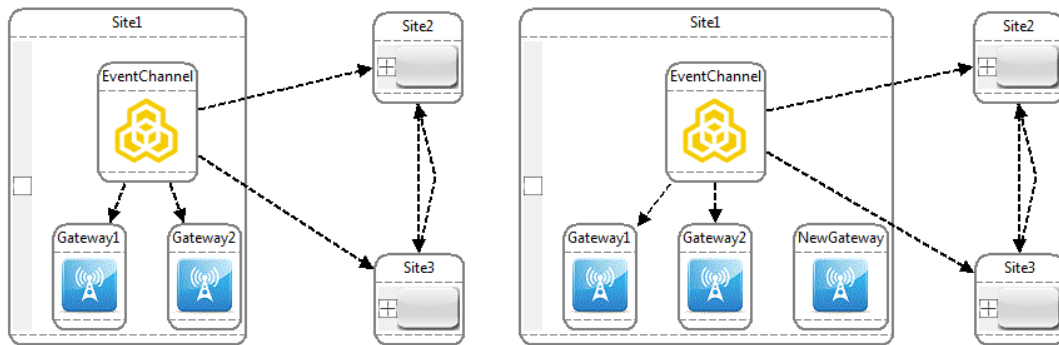 Site1
Site2
EventChannel
Gateway1
Gateway2
Site3
Site1
Site2
EventChannel
Gateway1
Gateway2
NewGateway
Site3